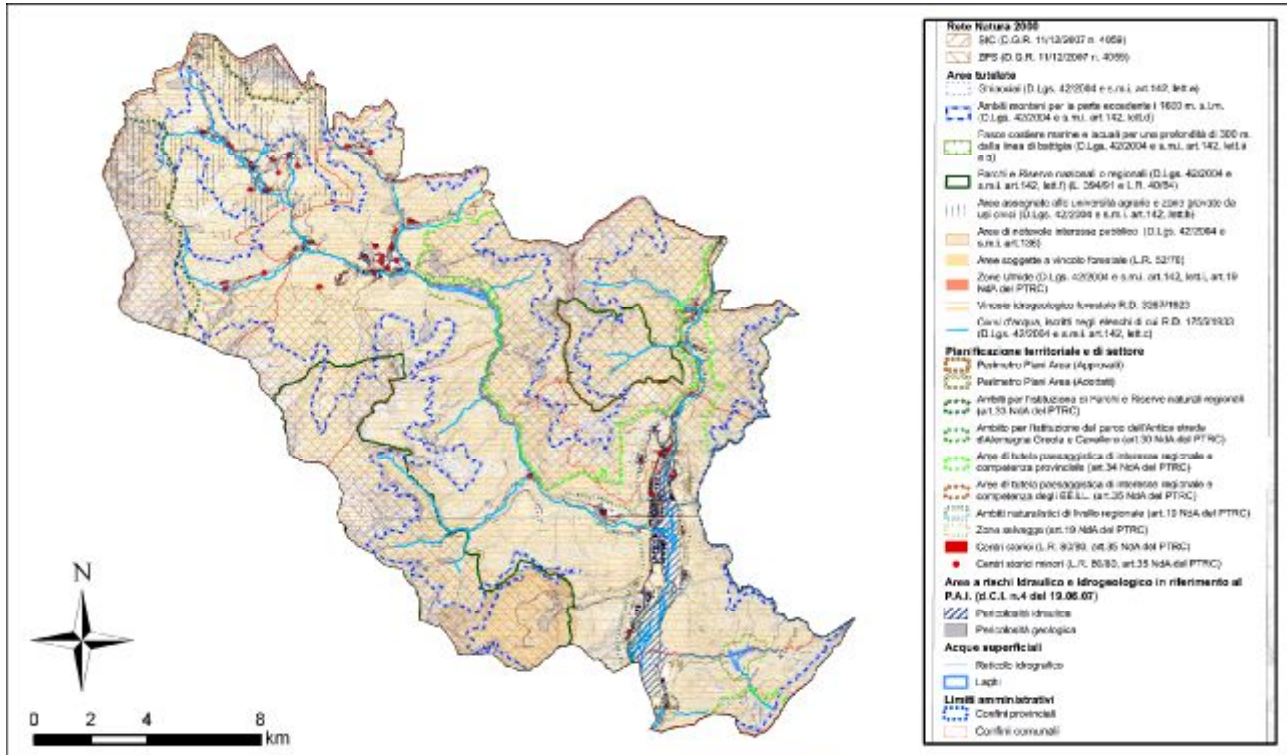 Rete Natura 2000
SIC (D.G.R. 11/12/2007 n. 4059)
ZPS (D.G.R. 11/12/2007 n. 4059)
Aree tutelate
Ghiacciai (D.Lgs. 42/2004 e s.m.i, art.142, lett.e)
Ambiti montani per la parte eccedente i 1600 m. s.l.m.
(D.Lgs. 42/2004 e s.m.i. art.142, lett.d)
Fasce costiere marine e lacuali per una profondità di 300 m.
dalla linea di battigia (D.Lgs. 42/2004 e s.m.i. art.142, lett.a
e b)
Parchi e Riserve nazionali o regionali (D.Lgs. 42/2004 e
s.m.i. art.142, lett.f) (L. 394/91 e L.R. 40/84)
Aree assegnate alle università agrarie e zone gravate da
usi civici (D.Lgs. 42/2004 e s.m.i. art.142, lett.h)
Aree di notevole interesse pubblico (D.Lgs. 42/2004 e
s.m.i. art.136)
Aree soggette a vincolo forestale (L.R. 52/78)
Zone umide (D.Lgs. 42/2004 e s.m.i. art.142, lett.i, art.19
NdA del PTRC)
Vincolo idrogeologico forestale R.D. 3267/1923
Corsi d'acqua, iscritti negli elenchi di cui R.D. 1755/1933
(D.Lgs. 42/2004 e s.m.i. art.142, lett.c)
Pianificazione territoriale e di settore
Perimetro Piani Area (Approvati)
Perimetro Piani Area (Adottati)
Ambiti per l'istituzione di Parchi e Riserve naturali regionali
(art.33 NdA del PTRC)
Ambito per l'istituzione del parco dell'Antica strada
d'Alemagna Greola e Cavallera (art.30 NdA del PTRC)
Aree di tutela paesaggistica di interesse regionale e
competenza provinciale (art.34 NdA del PTRC)
Aree di tutela paesaggistica di interesse regionale e
competenza degli EE.LL. (art.35 NdA del PTRC)
Ambiti naturalistici di livello regionale (art.19 NdA del PTRC)
Zona selvaggia (art.19 NdA del PTRC)
Centri storici (L.R. 80/80, art.35 NdA del PTRC)
Centri storici minori (L.R. 80/80, art.35 NdA del PTRC)
Area a rischi Idraulico e Idrogeologico in riferimento al
P.A.I. (d.C.I. n.4 del 19.06.07)
Pericolosità idraulica
Pericolosità geologica
Acque superficiali
Reticolo idrografico
Laghi
Limiti amministrativi
Confini provinciali
Confini comunali
N
0 2 4 8
km